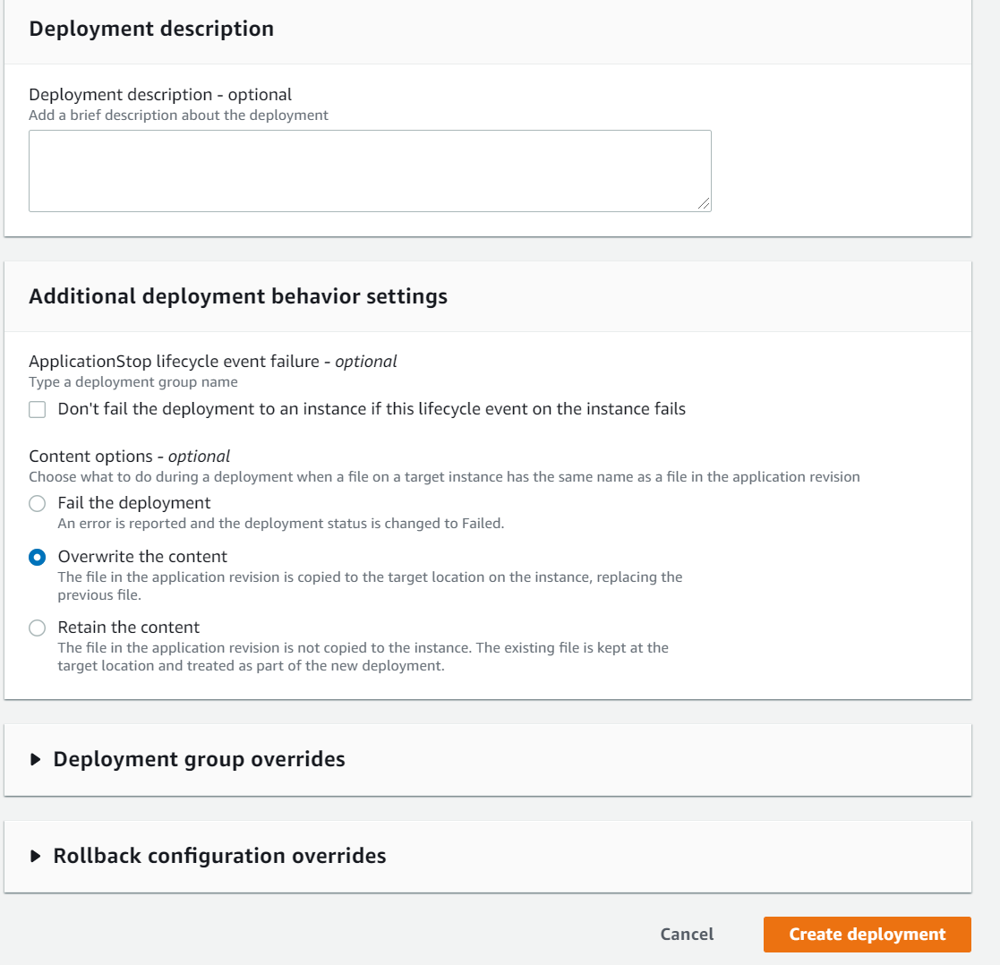 Deployment description
Deployment description - optional
Add a brief description about the deployment
Additional deployment behavior settings
ApplicationStop lifecycle event failure - optional
Type a deployment group name
Don't fail the deployment to an instance if this lifecycle event on the instance fails
Content options - optional
Choose what to do during a deployment when a file on a target instance has the same name as a file in the application revision
Fail the deployment
An error is reported and the deployment status is changed to Failed.
Overwrite the content
The file in the application revision is copied to the target location on the instance, replacing the
previous file.
Retain the content
The file in the application revision is not copied to the instance. The existing file is kept at the
target location and treated as part of the new deployment.
Deployment group overrides
Rollback configuration overrides
Cancel
Create deployment